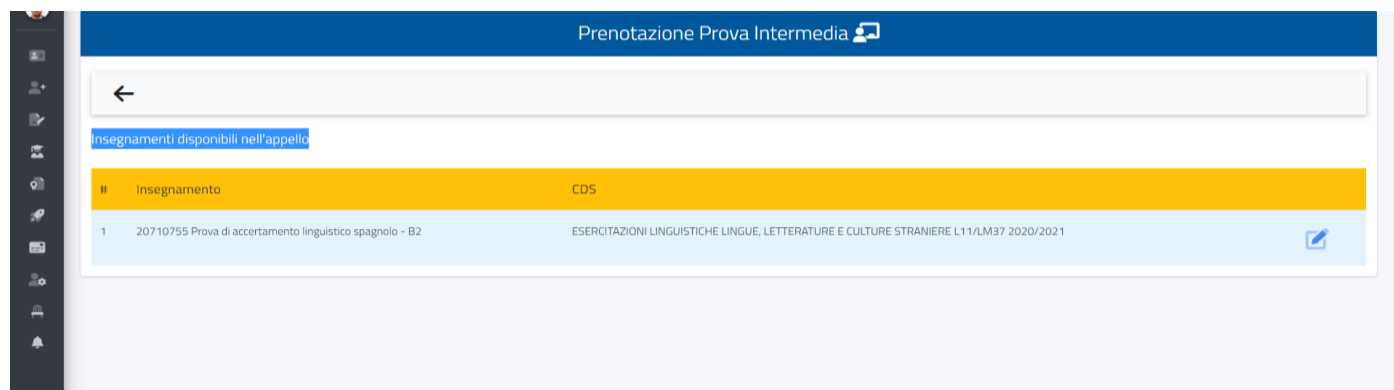 Prenotazione Prova Intermedia
Insegnamenti disponibili nell'appello
# Insegnamento CDS
1 20710755 Prova di accertamento linguistico spagnolo - B2 ESERCITAZIONI LINGUISTICHE LINGUE, LETTERATURE E CULTURE STRANIERE L11/LM37 2020/2021